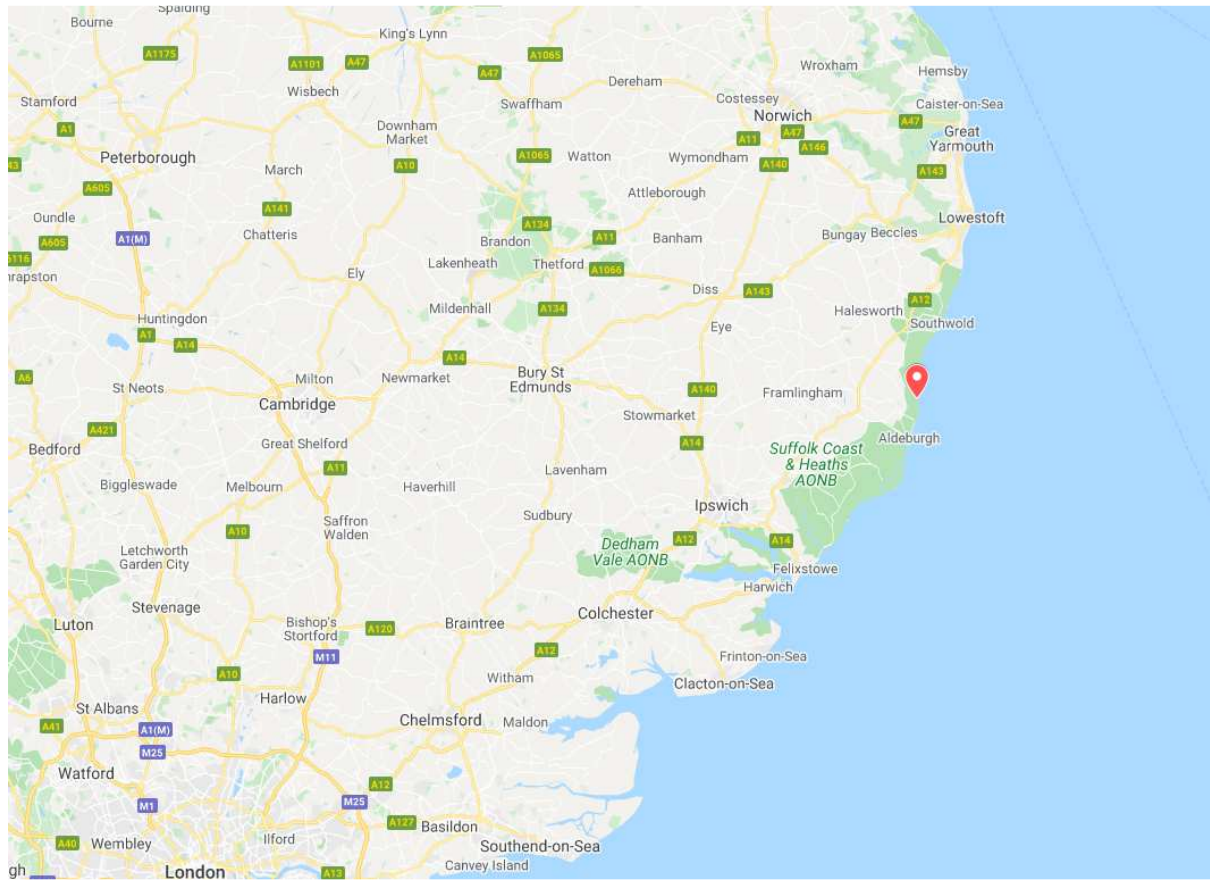 Spalding
Bourne
A1175
King's Lynn
A1065
A1101
A47
A47
Wroxham
Hemsby
Dereham
Wisbech
Stamford
Swaffham
Costessey
Norwich
Caister-on-Sea
A1
Downham
Market
A47
A47
Great
Yarmouth
A11
A146
Peterborough
A1065
Watton
Wymondham
A140
A10
A143
March
A605
Attleborough
A141
Oundle
A134
Lowestoft
A605
A1(M)
Chatteris
Brandon
A11
Banham
Bungay
Beccles
A6116
Lakenheath
Thetford
A1066
Thrapston
Ely
Diss
A143
A12
Mildenhall
A134
Halesworth
Huntingdon
Eye
Southwold
A1
A14
A14
Bury St
Edmunds
A6
St Neots
Milton
Newmarket
A140
Framlingham
Cambridge
Stowmarket
A421
Great Shelford
A14
Aldeburgh
Bedford
Suffolk Coast
& Heaths
AONB
A11
Lavenham
Biggleswade
Melbourn
Haverhill
Ipswich
Sudbury
Saffron
Walden
A10
A12
A14
Dedham
Vale AONB
Letchworth
Garden City
Felixstowe
Harwich
Stevenage
Colchester
Luton
Bishop's
Stortford
A120
Braintree
A12
Frinton-on-Sea
M11
A10
Witham
Clacton-on-Sea
Harlow
St Albans
Chelmsford
Maldon
A41
A1(M)
M25
Watford
A12
M1
M25
A127
Basildon
A40
Wembley
Ilford
Southend-on-Sea
gh
London
A13
Canvey Island